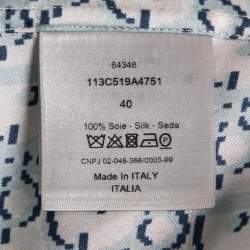 64346
113C519A4751
40
100% Soie - Silk - Seda
CNPJ 02-046-366/0003-99
Made In ITALY
ITALIA